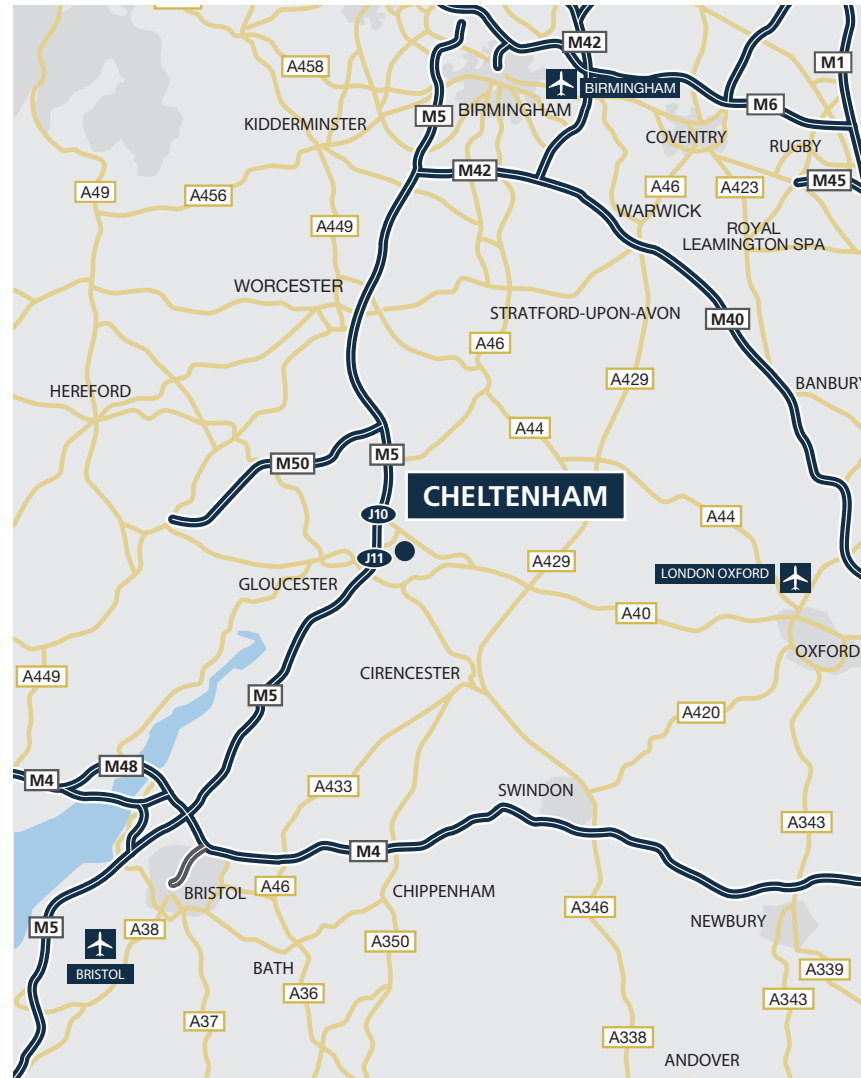 M42
M1
A458
BIRMINGHAM
M6
M5
BIRMINGHAM
KIDDERMINSTER
COVENTRY
RUGBY
M42
A46
A423
M45
A49
A456
A449
WARWICK
ROYAL
LEAMINGTON SPA
WORCESTER
STRATFORD-UPON-AVON
M40
A46
HEREFORD
A429
BANBURY
A44
M5
M50
CHELTENHAM
J10
A44
J11
A429
LONDON OXFORD
GLOUCESTER
A40
OXFORD
CIRENCESTER
A449
M5
A420
M48
M4
A433
SWINDON
A343
M4
A46
BRISTOL
CHIPPENHAM
A346
NEWBURY
M5
A38
A350
BRISTOL
BATH
A339
A36
A343
A37
A338
ANDOVER